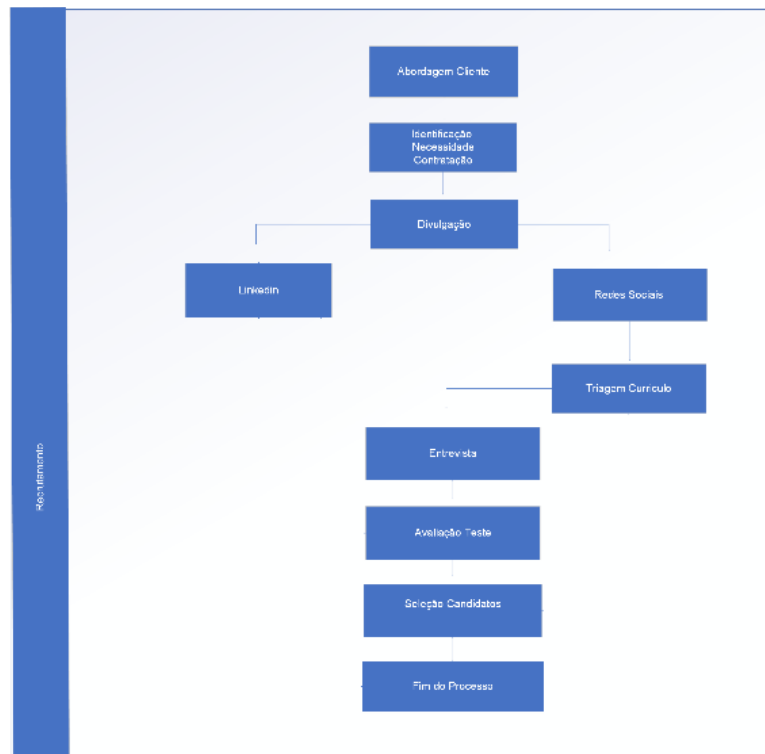 Abordagem Cliente
Identificação
Necessidade
Contratação
Divulgação
Linkedin
Redes Sociais
Triagem Curriculo
Recrutamento
Entrevista
Avaliação Teste
Seleção Candidatos
Fim do Processo